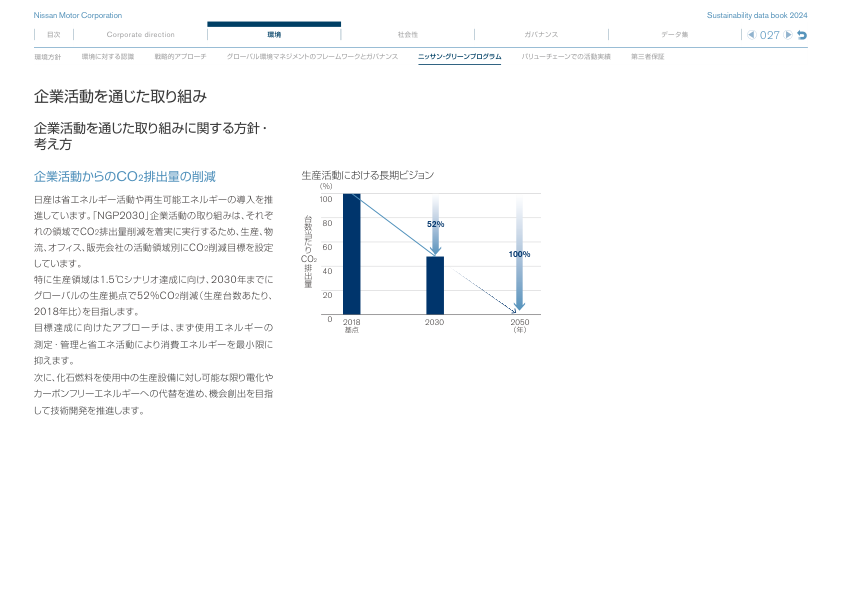 Nissan Motor Corporation
Sustainability data book 2024
目次 Corporate direction 環境 社会性 ガバナンス データ集 027
環境方針 環境に対する認識 戦略的アプローチ グローバル環境マネジメントのフレームワークとガバナンス ニッサン・グリーンプログラム バリューチェーンでの活動実績 第三者保証
企業活動を通じた取り組み
企業活動を通じた取り組みに関する方針・
考え方
企業活動からのCO2排出量の削減
日産は省エネルギー活動や再生可能エネルギーの導入を推
進しています。「NGP2030」企業活動の取り組みは、それぞ
れの領域でCO2排出量削減を着実に実行するため、生産、物
流、オフィス、販売会社の活動領域別にCO2削減目標を設定
しています。
特に生産領域は1.5℃シナリオ達成に向け、2030年までに
グローバルの生産拠点で52%CO2削減(生産台数あたり、
2018年比)を目指します。
目標達成に向けたアプローチは、まず使用エネルギーの
測定・管理と省エネ活動により消費エネルギーを最小限に
抑えます。
次に、化石燃料を使用中の生産設備に対し可能な限り電化や
カーボンフリーエネルギーへの代替を進め、機会創出を目指
して技術開発を推進します。
生産活動における長期ビジョン
(%)
100
80
60
40
20
0
台数当たりCO2排出量
52%
100%
2018 2030 2050
基点 (年)